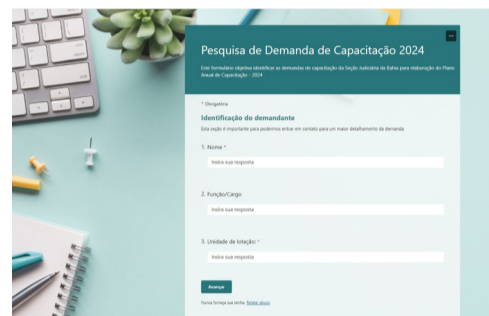 Pesquisa de Demanda de Capacitação 2024
Este formulário objetiva identificar as demandas de capacitação da Seção Judiciária da Bahia para elaboração do Plano
Anual de Capacitação - 2024
* Obrigatória
Identificação do demandante
Esta seção é importante para podermos entrar em contato para um maior detalhamento da demanda
1. Nome *
Insira sua resposta
2. Função/Cargo
Insira sua resposta
3. Unidade de lotação: *
Insira sua resposta
Avançar
Nunca forneça sua senha. Relatar abuso